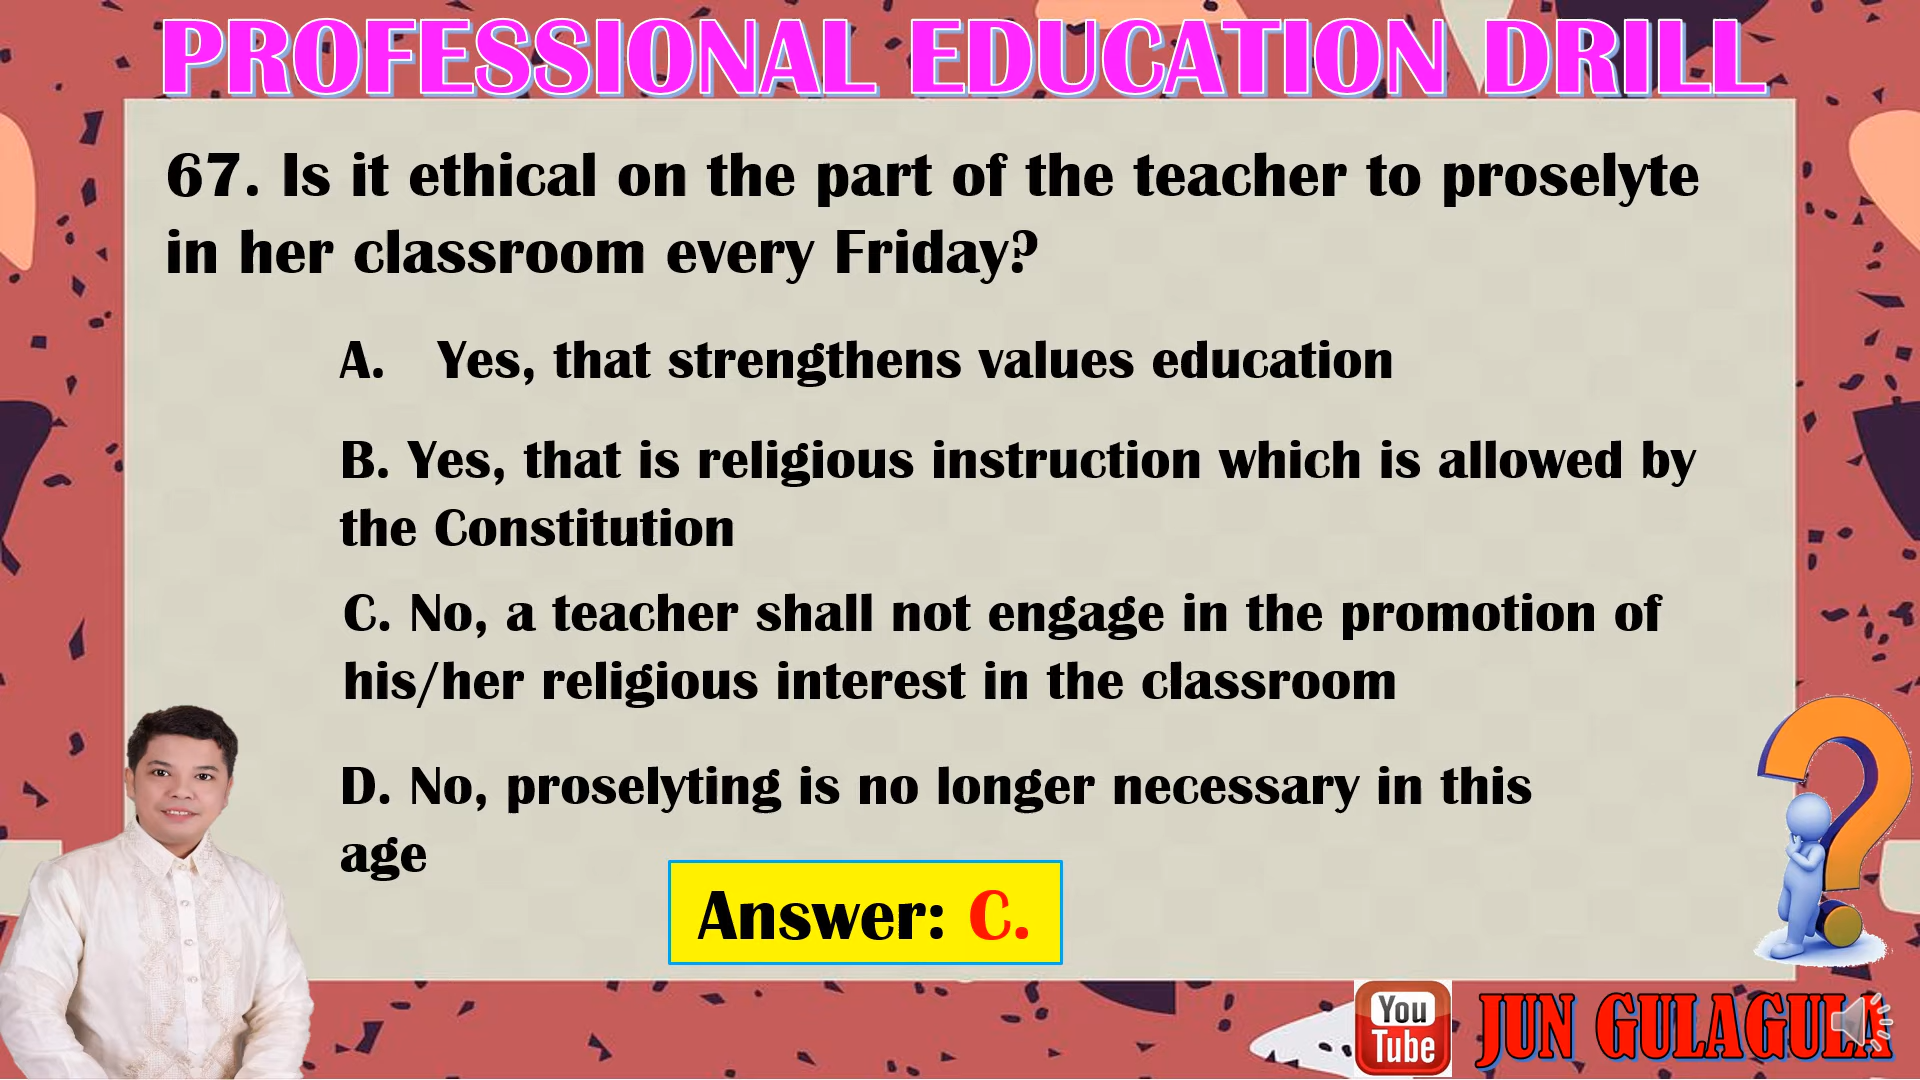 PROFESSIONAL EDUCATION DRILL
67. Is it ethical on the part of the teacher to proselyte
in her classroom every Friday?
A. Yes, that strengthens values education
B. Yes, that is religious instruction which is allowed by
the Constitution
C. No, a teacher shall not engage in the promotion of
his/her religious interest in the classroom
D. No, proselyting is no longer necessary in this
age
Answer: C.
You
Tube
JUN GULAGULA